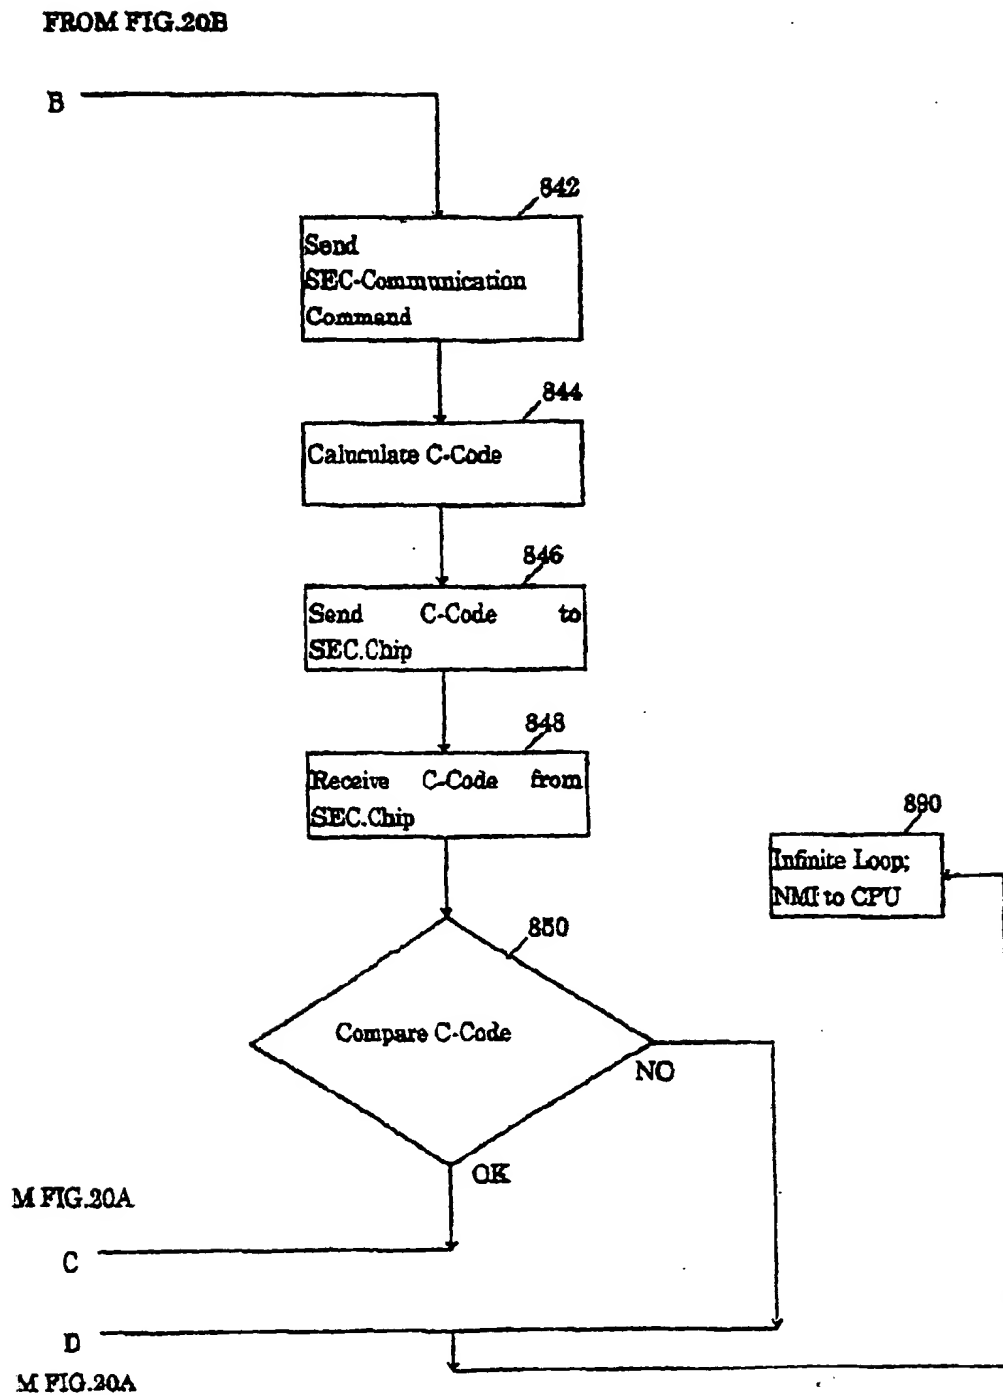 FROM FIG.20B
B
842
Send
SEC-Communication
Command
844
Caluculate C-Code
846
Send C-Code to
SEC.Chip
848
Receive C-Code from
SEC.Chip
890
Infinite Loop;
NMI to CPU
850
Compare C-Code
NO
OK
M FIG.20A
C
D
M FIG.20A